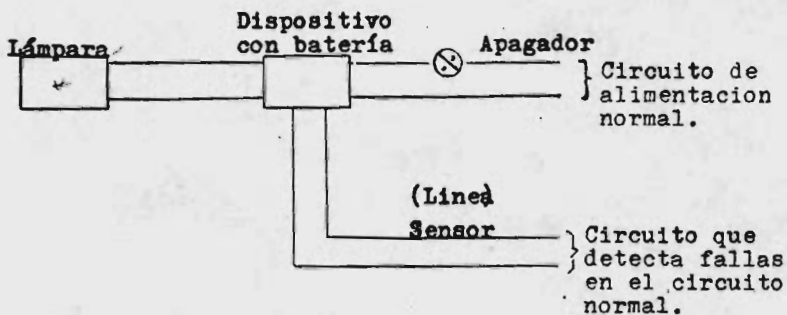 Dispositivo
con batería
Lámpara
Apagador
Circuito de
alimentacion
normal.
(Linea)
Sensor
Circuito que
detecta fallas
en el circuito
normal.